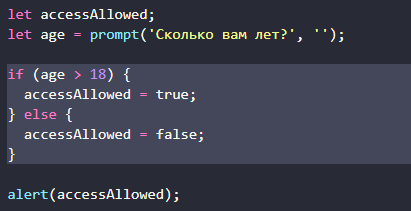 let accessAllowed;
let age = prompt('Сколько вам лет?', '');
if (age > 18) {
accessAllowed = true;
} else {
accessAllowed = false;
}
alert(accessAllowed);